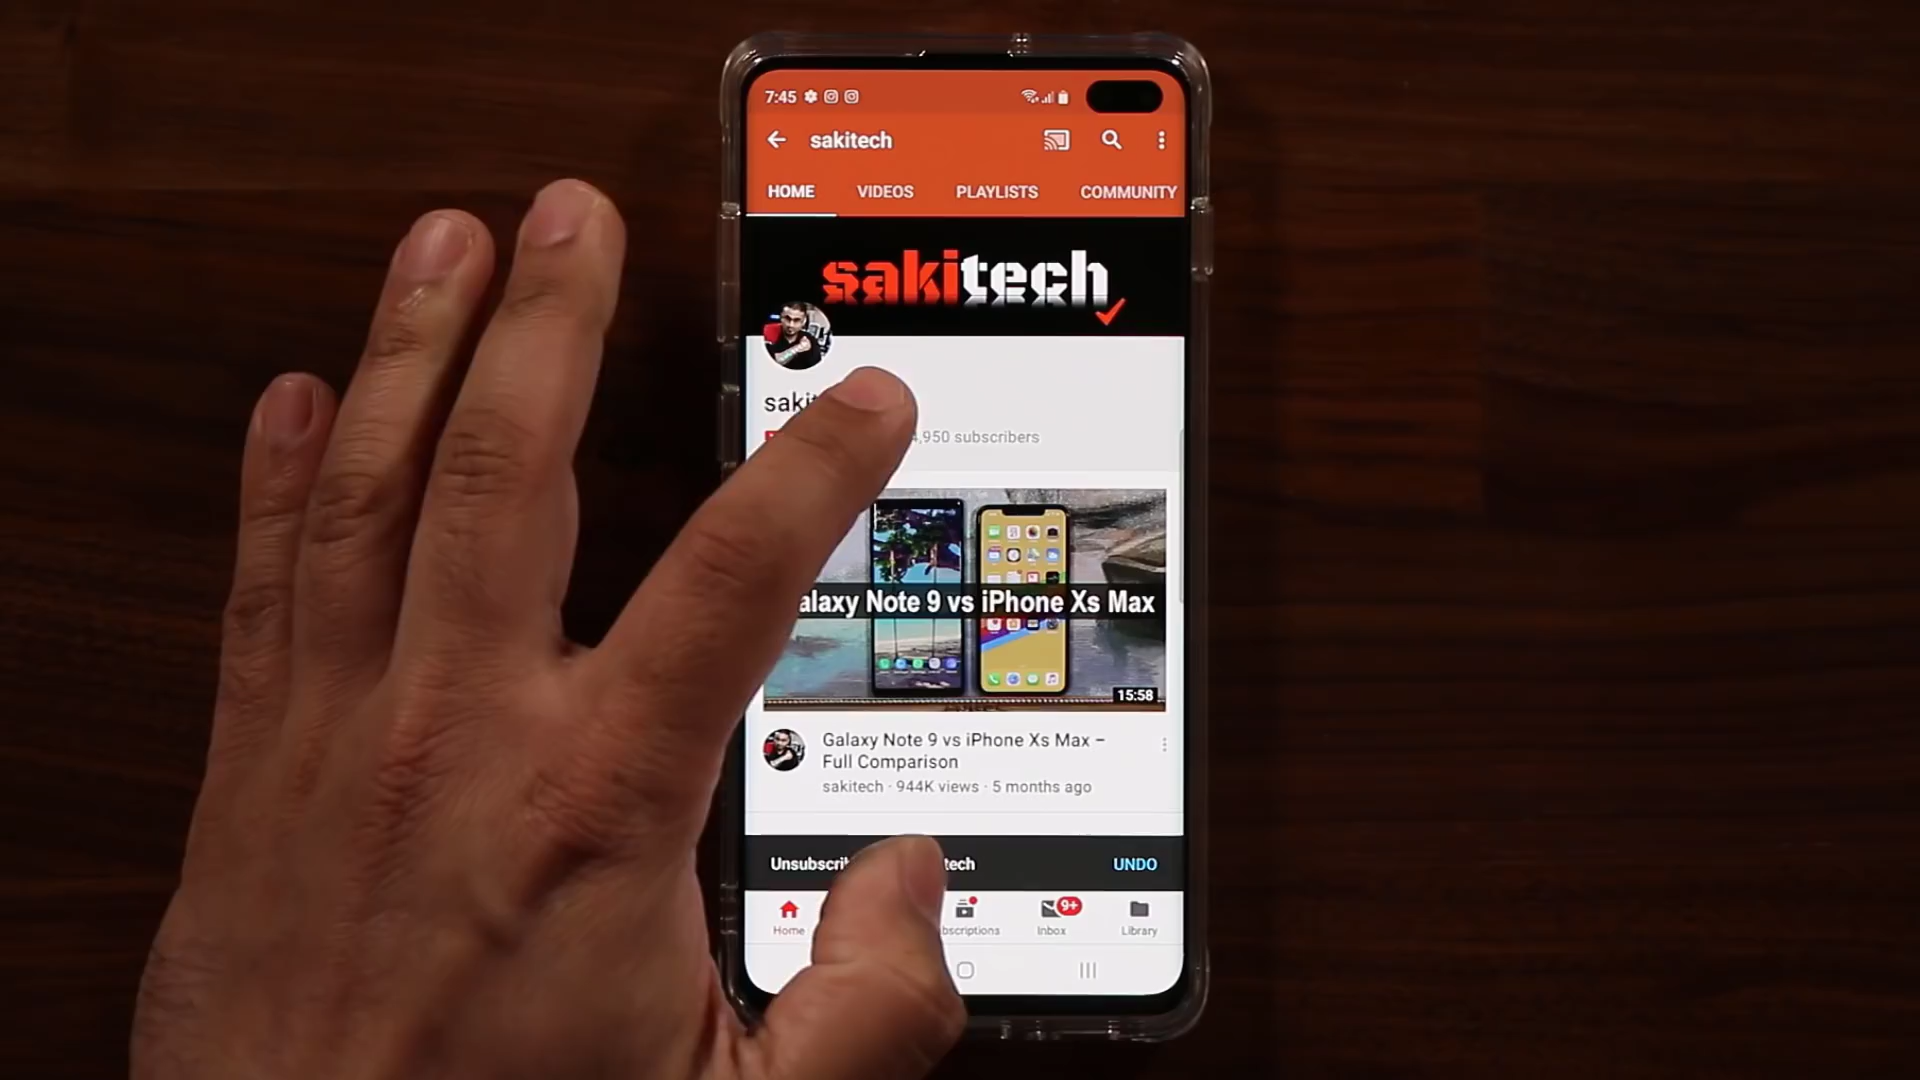 7:45
sakitech
HOME VIDEOS PLAYLISTS COMMUNITY
sakitech
,950 subscribers
alaxy Note 9 vs iPhone Xs Max
15:58
Galaxy Note 9 vs iPhone Xs Max –
Full Comparison
sakitech · 944K views · 5 months ago
UNDO
9+
Home Inbox Library